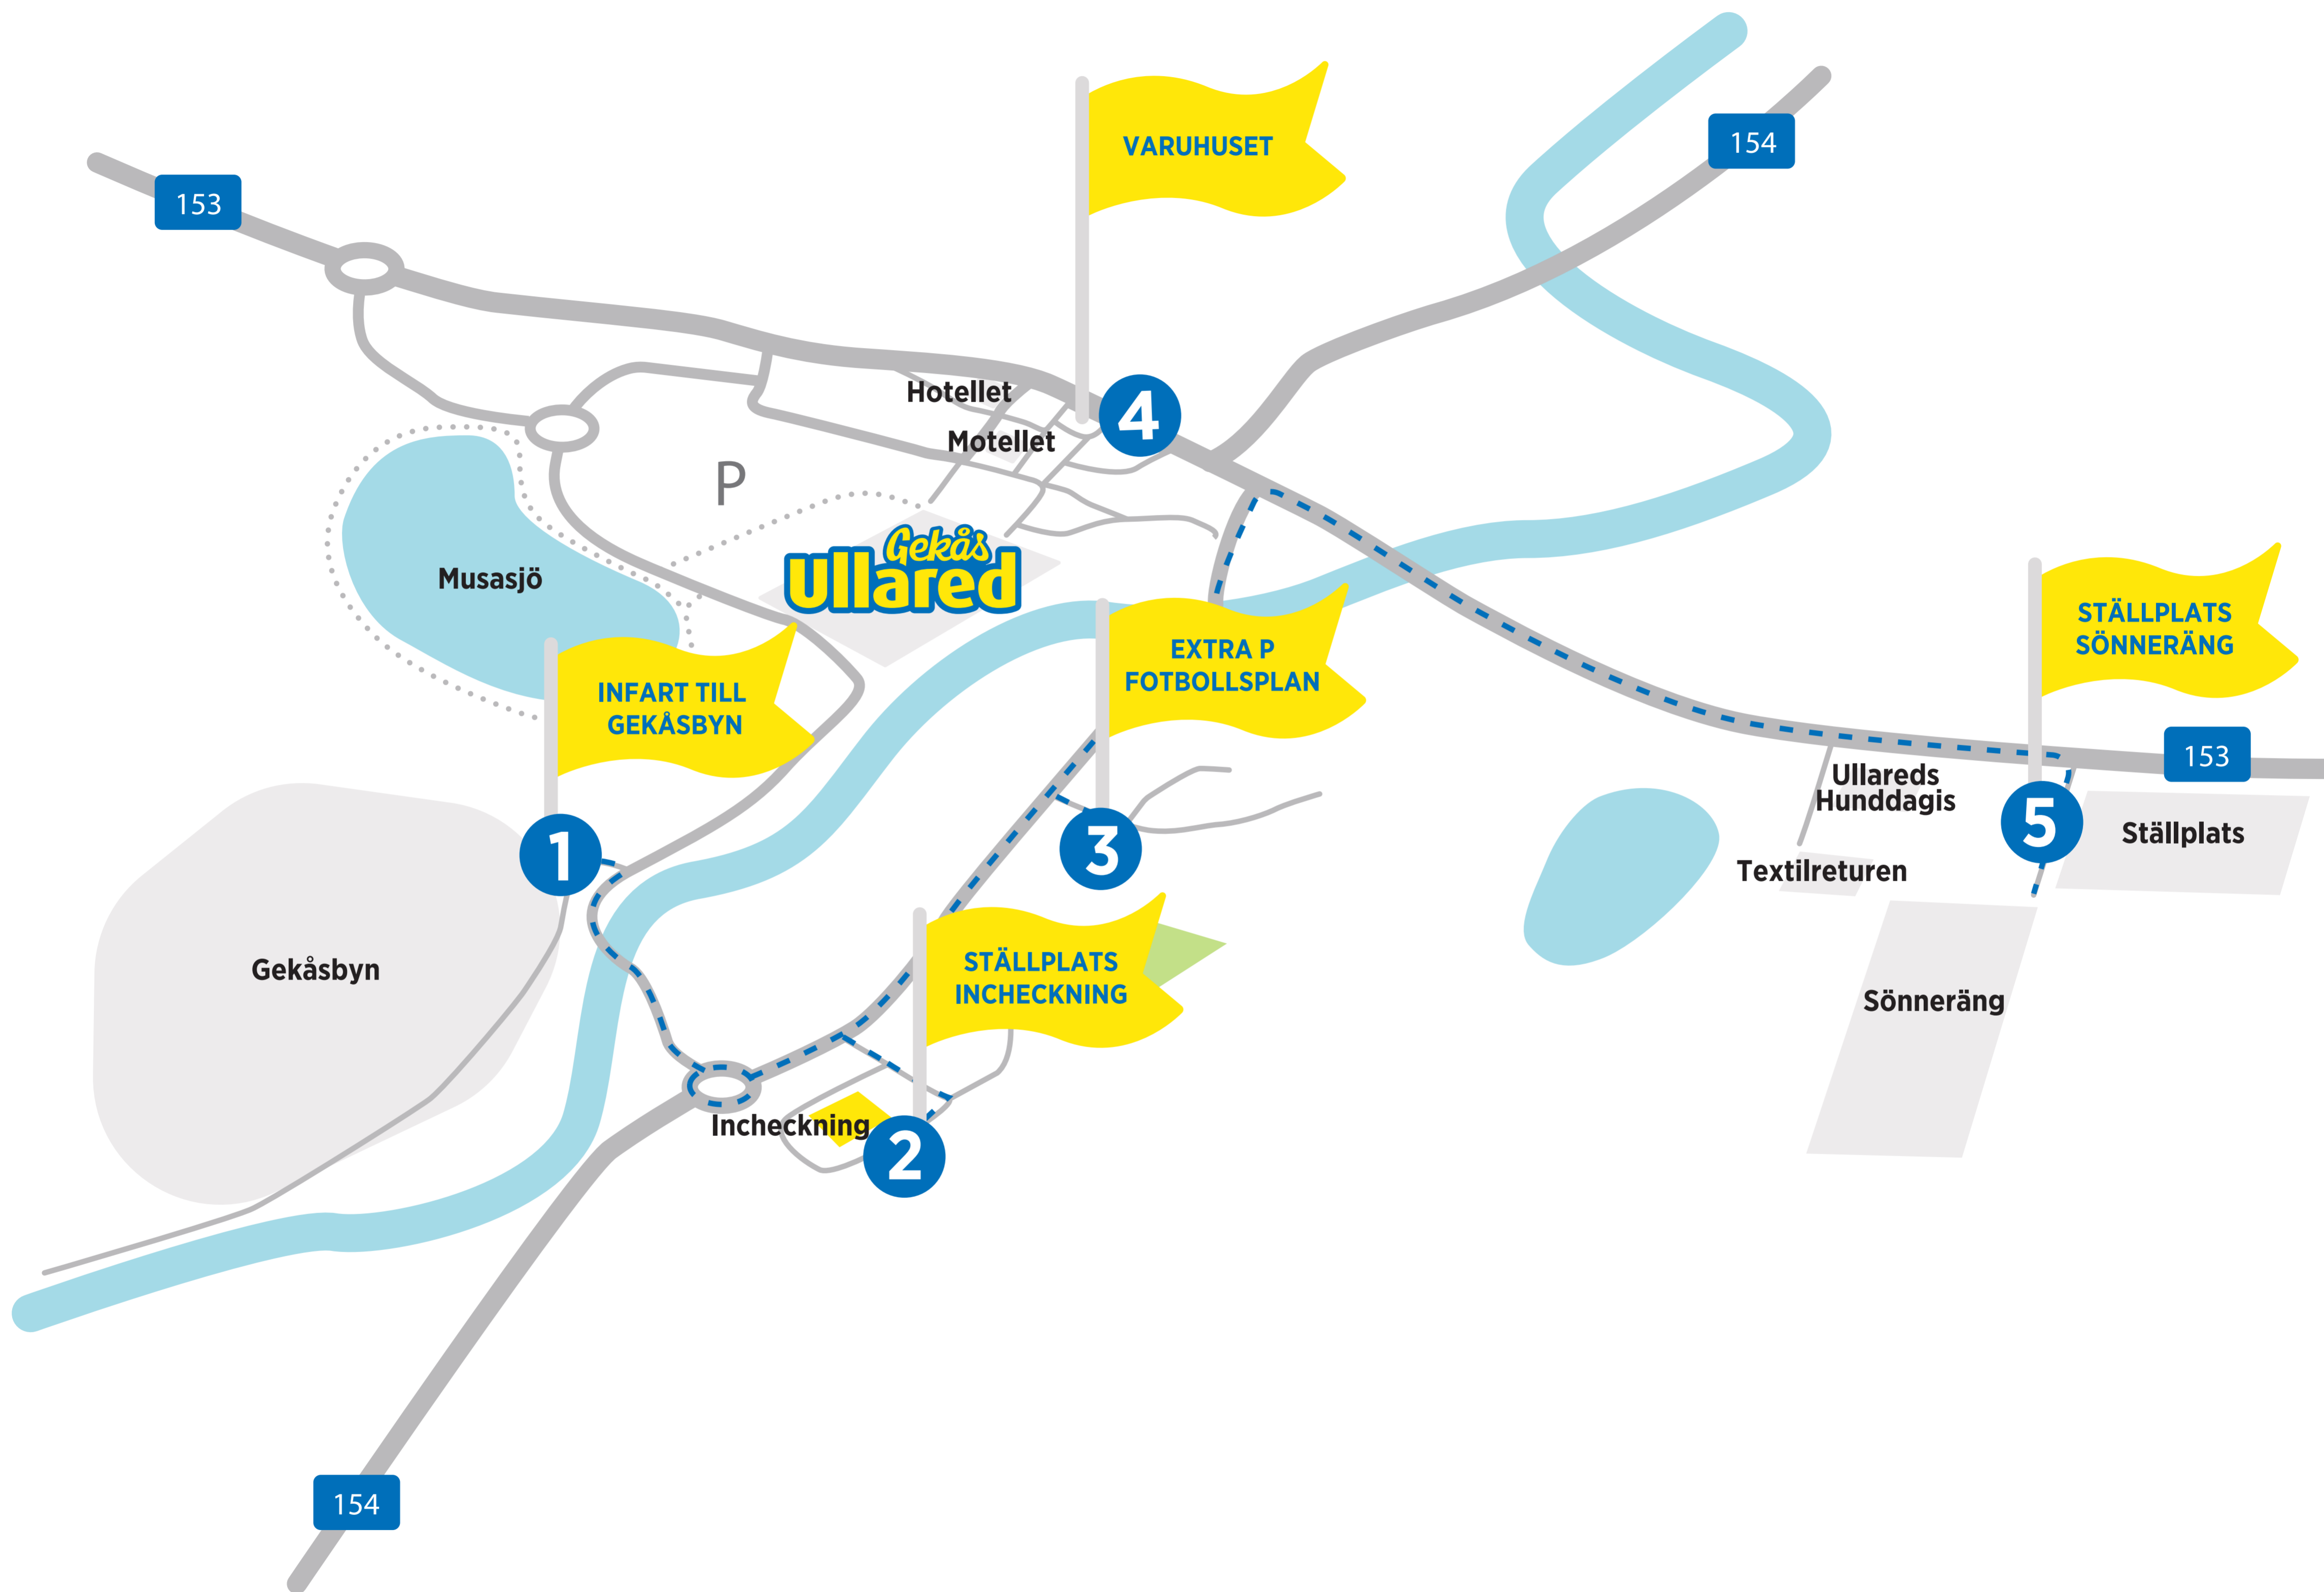 VARUHUSET
154
153
Hotellet
4
Motellet
P
Gekås
ullared
Musasjö
STÄLLPLATS
SÖNNERÄNG
EXTRA P
FOTBOLLSPLAN
INFART TILL
GEKÅSBYN
153
Ullareds
Hunddagis
5
Ställplats
1
3
Textilreturen
Gekåsbyn
STÄLLPLATS
INCHECKNING
Sönneräng
Incheckning
2
154